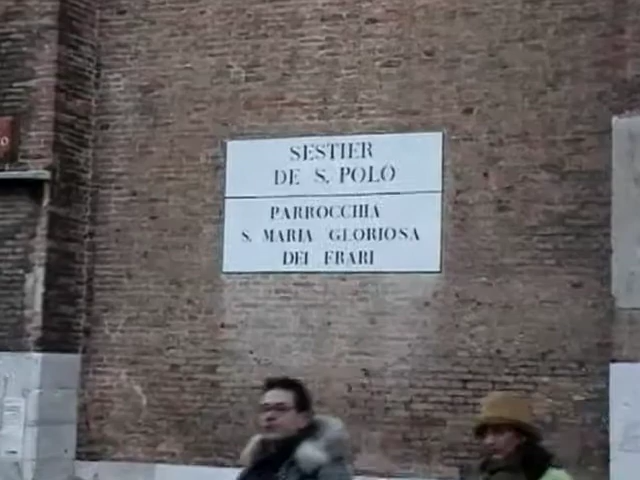 SESTIER
DE S. POLO
PARROCCHIA
S. MARIA GLORIOSA
DEI FRARI